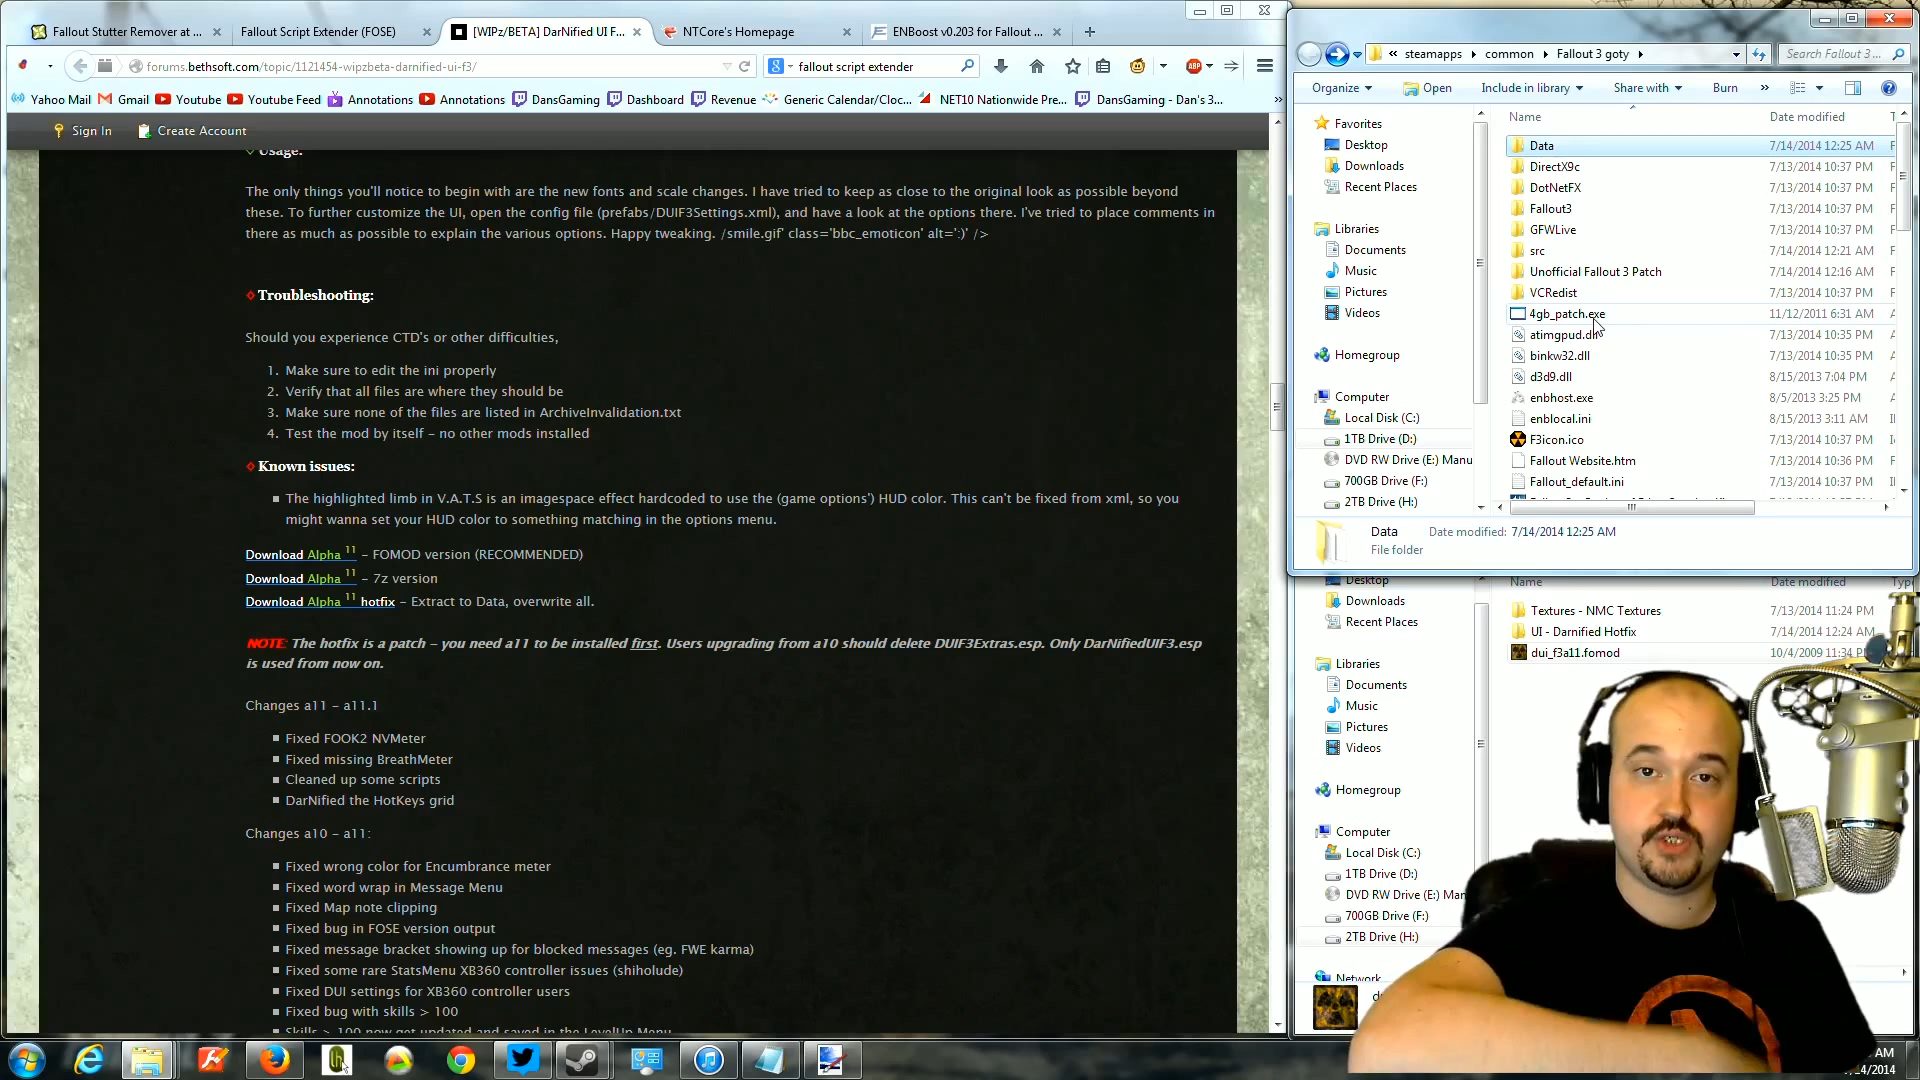 Fallout Stutter Remover at ...
Fallout Script Extender (FOSE)
[WIPz/BETA] DarNified UI F...
NTCore's Homepage
ENBoost v0.203 for Fallout ...
forums.bethsoft.com/topic/1121454-wipzbeta-darnified-ui-f3/
fallout script extender
Yahoo Mail
Gmail
Youtube
Youtube Feed
Annotations
Annotations
DansGaming
Dashboard
Revenue
Generic Calendar/Cloc...
NET10 Nationwide Pre...
DansGaming - Dan's 3...
Sign In
Create Account
Usage:
The only things you'll notice to begin with are the new fonts and scale changes. I have tried to keep as close to the original look as possible beyond
these. To further customize the UI, open the config file (prefabs/DUIF3Settings.xml), and have a look at the options there. I've tried to place comments in
there as much as possible to explain the various options. Happy tweaking. /smile.gif' class='bbc_emoticon' alt=':)' />
Troubleshooting:
Should you experience CTD's or other difficulties,
1. Make sure to edit the ini properly
2. Verify that all files are where they should be
3. Make sure none of the files are listed in ArchiveInvalidation.txt
4. Test the mod by itself - no other mods installed
Known issues:
The highlighted limb in V.A.T.S is an imagespace effect hardcoded to use the (game options') HUD color. This can't be fixed from xml, so you
might wanna set your HUD color to something matching in the options menu.
Download Alpha 11 - FOMOD version (RECOMMENDED)
Download Alpha 11 - 7z version
Download Alpha 11 hotfix - Extract to Data, overwrite all.
NOTE: The hotfix is a patch - you need a11 to be installed first. Users upgrading from a10 should delete DUIF3Extras.esp. Only DarNifiedUIF3.esp
is used from now on.
Changes a11 - a11.1
Fixed FOOK2 NVMeter
Fixed missing BreathMeter
Cleaned up some scripts
DarNified the HotKeys grid
Changes a10 - a11:
Fixed wrong color for Encumbrance meter
Fixed word wrap in Message Menu
Fixed Map note clipping
Fixed bug in FOSE version output
Fixed message bracket showing up for blocked messages (eg. FWE karma)
Fixed some rare StatsMenu XB360 controller issues (shiholude)
Fixed DUI settings for XB360 controller users
Fixed bug with skills > 100
Skills > 100 now get updated and saved in the LevelUp Menu
« steamapps
common
Fallout 3 goty
Search Fallout 3 ...
Organize
Open
Include in library
Share with
Burn
»
Name
Date modified
Favorites
Desktop
Downloads
Recent Places
Libraries
Documents
Music
Pictures
Videos
Homegroup
Computer
Local Disk (C:)
1TB Drive (D:)
DVD RW Drive (E:) Manu
700GB Drive (F:)
2TB Drive (H:)
Data 7/14/2014 12:25 AM
DirectX9c 7/13/2014 10:37 PM
DotNetFX 7/13/2014 10:37 PM
Fallout3 7/13/2014 10:37 PM
GFWLive 7/13/2014 10:37 PM
src 7/14/2014 12:21 AM
Unofficial Fallout 3 Patch 7/14/2014 12:16 AM
VCRedist 7/13/2014 10:37 PM
4gb_patch.exe 11/12/2011 6:31 AM
atimgpud.dll 7/13/2014 10:35 PM
binkw32.dll 7/13/2014 10:35 PM
d3d9.dll 8/15/2013 7:04 PM
enbhost.exe 8/5/2013 3:25 PM
enblocal.ini 8/15/2013 3:11 AM
F3icon.ico 7/13/2014 10:37 PM
Fallout Website.htm 7/13/2014 10:36 PM
Fallout_default.ini 7/13/2014 10:37 PM
Data Date modified: 7/14/2014 12:25 AM
File folder
Desktop
Downloads
Recent Places
Libraries
Documents
Music
Pictures
Videos
Homegroup
Computer
Local Disk (C:)
1TB Drive (D:)
DVD RW Drive (E:) Man
700GB Drive (F:)
2TB Drive (H:)
Network
Name
Date modified
Type
Textures - NMC Textures 7/13/2014 11:24 PM
UI - Darnified Hotfix 7/14/2014 12:24 AM
dui_f3a11.fomod 10/4/2009 11:34 PM
AM